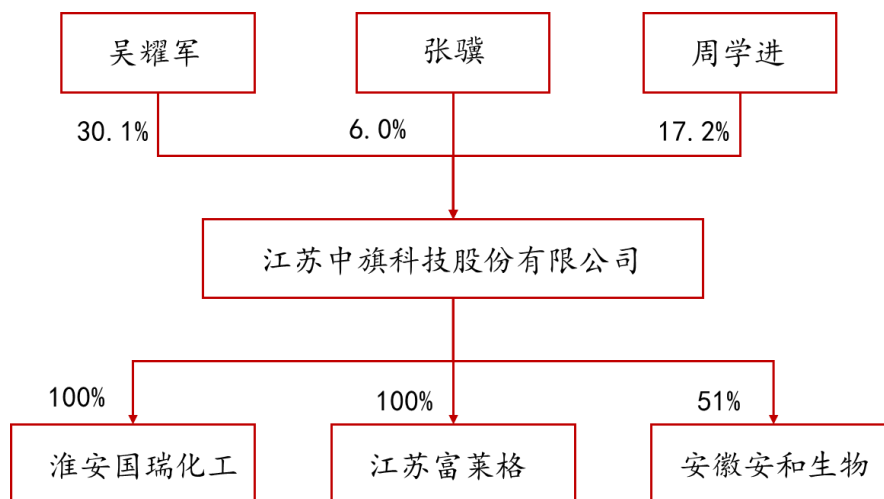 吴耀军
张骥
周学进
30.1%
6.0%
17.2%
江苏中旗科技股份有限公司
100%
100%
51%
淮安国瑞化工
江苏富莱格
安徽安和生物